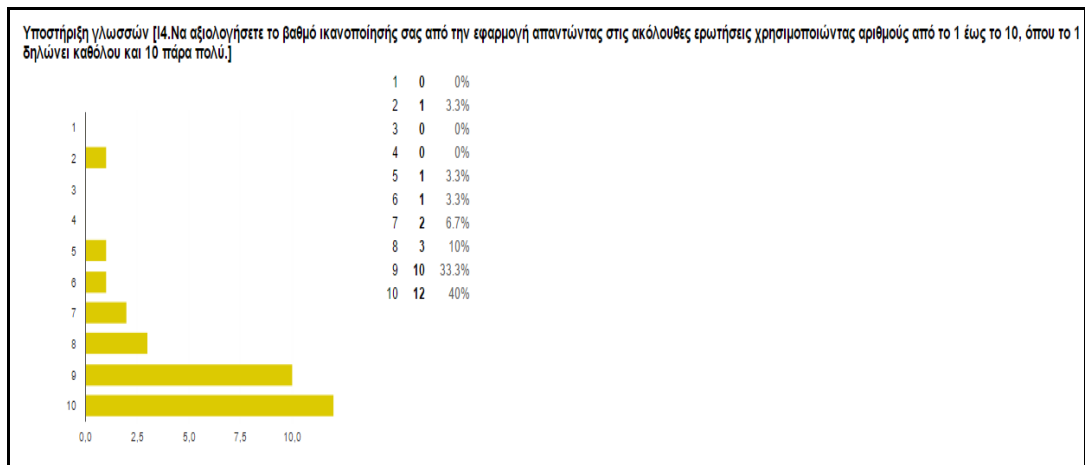 Υποστήριξη γλωσσών [Ι4.Να αξιολογήσετε το βαθμό ικανοποίησής σας από την εφαρμογή απαντώντας στις ακόλουθες ερωτήσεις χρησιμοποιώντας αριθμούς από το 1 έως το 10, όπου το 1
δηλώνει καθόλου και 10 πάρα πολύ.]
1 0 0%
2 1 3.3%
3 0 0%
4 0 0%
5 1 3.3%
6 1 3.3%
7 2 6.7%
8 3 10%
9 10 33.3%
10 12 40%
1
2
3
4
5
6
7
8
9
10
0,0 2,5 5,0 7,5 10,0